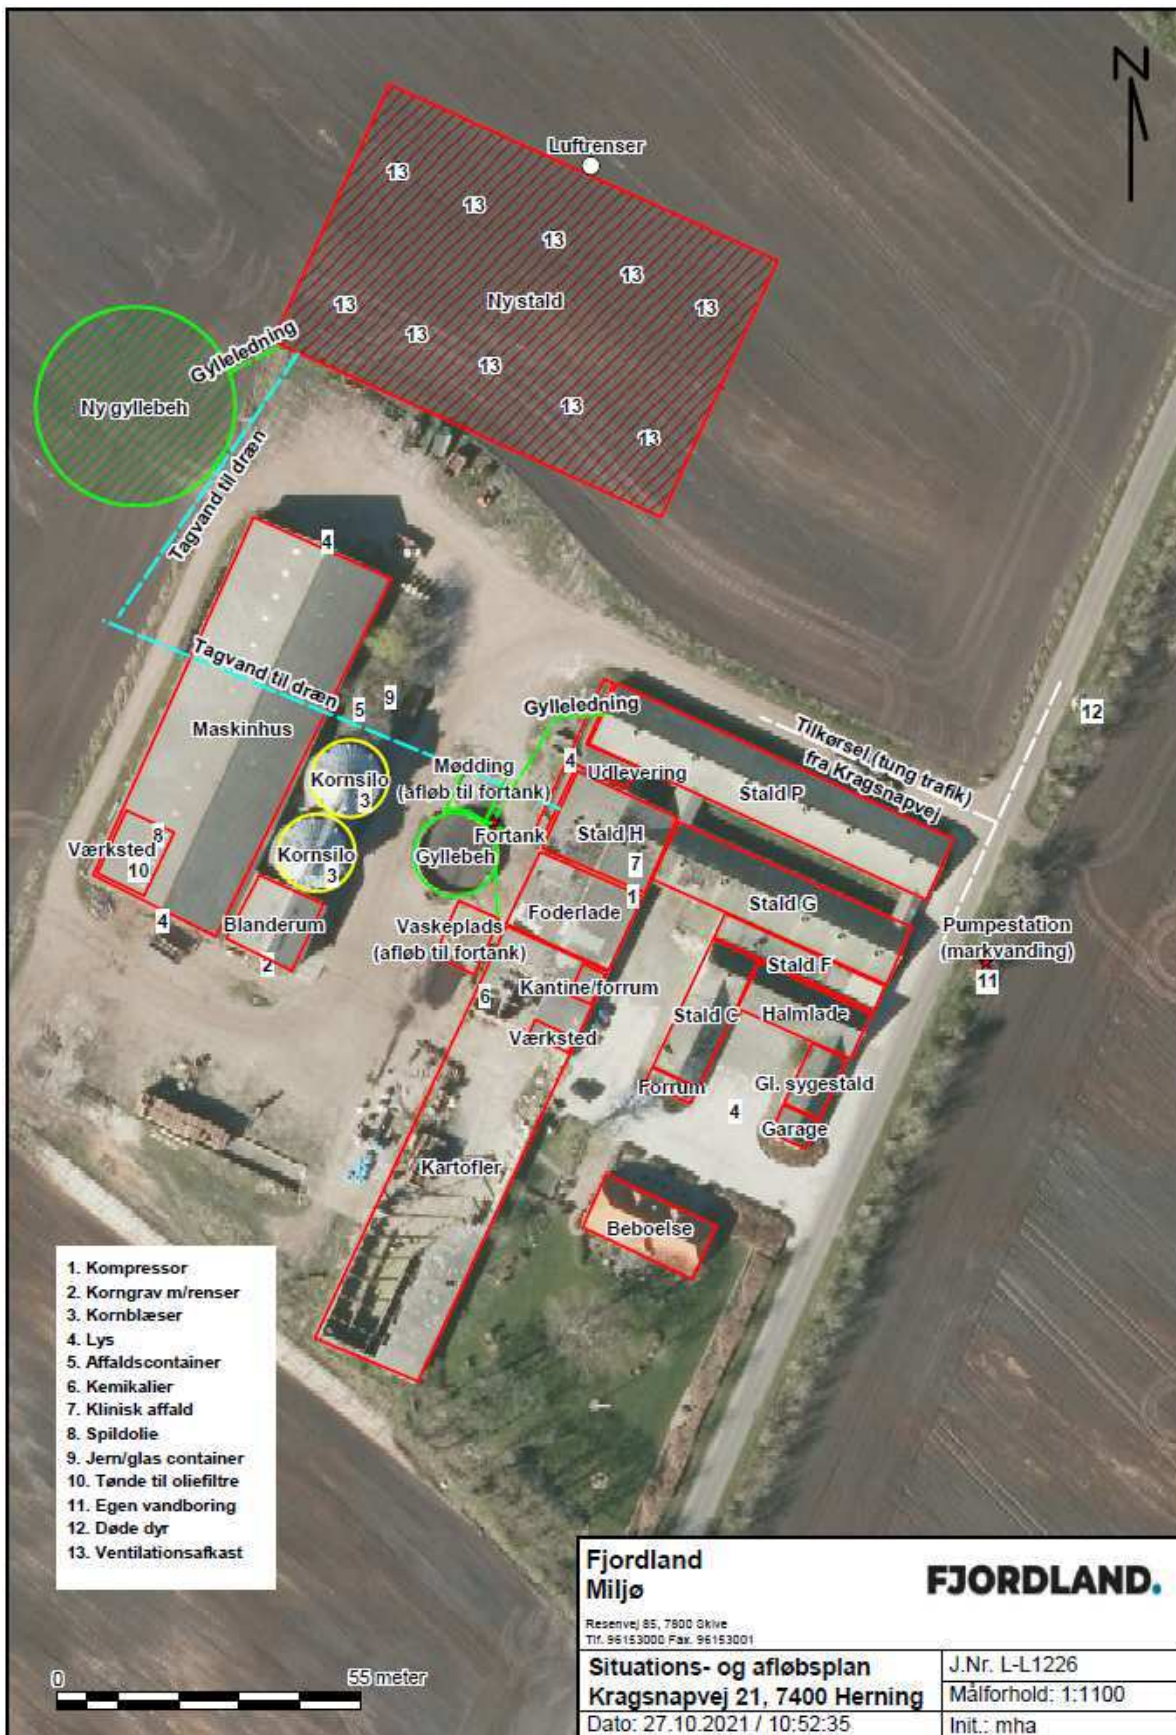 N
Luftrenser
13
13
13
13
13
Ny stald
13
13
13
13
13
Gylleledning
Ny gyllebeh
Tagvand til dræn
4
Tagvand til dræn
9
5
Maskinhus
Gylleledning
12
Tilkørsel (tung trafik)
fra Kragsnapvej
4
Udlevering
Mødding
(afløb til fortank)
Kornsilo
3
Stald P
Fortank
Stald H
8
Værksted
10
Kornsilo
3
Gyllebeh
7
1
Stald G
Foderlade
4
Blanderum
2
Vaskeplads
(afløb til fortank)
Pumpestation
(markvanding)
11
Stald F
6
Kantine/forrum
Stald C
Halmlade
Værksted
Forrum
Gl. sygestald
4
Garage
Kartofler
Beboelse
1. Kompressor
2. Korngrav m/renser
3. Kornblæser
4. Lys
5. Affaldscontainer
6. Kemikalier
7. Klinisk affald
8. Spildolie
9. Jern/glas container
10. Tønde til oliefiltre
11. Egen vandboring
12. Døde dyr
13. Ventilationsafkast
0 55 meter
Fjordland
Miljø
FJORDLAND.
Resenvej 85, 7800 Skive
Tlf. 96153000 Fax. 96153001
Situations- og afløbsplan
Kragsnapvej 21, 7400 Herning
Dato: 27.10.2021 / 10:52:35
J.Nr. L-L1226
Målforhold: 1:1100
Init.: mha